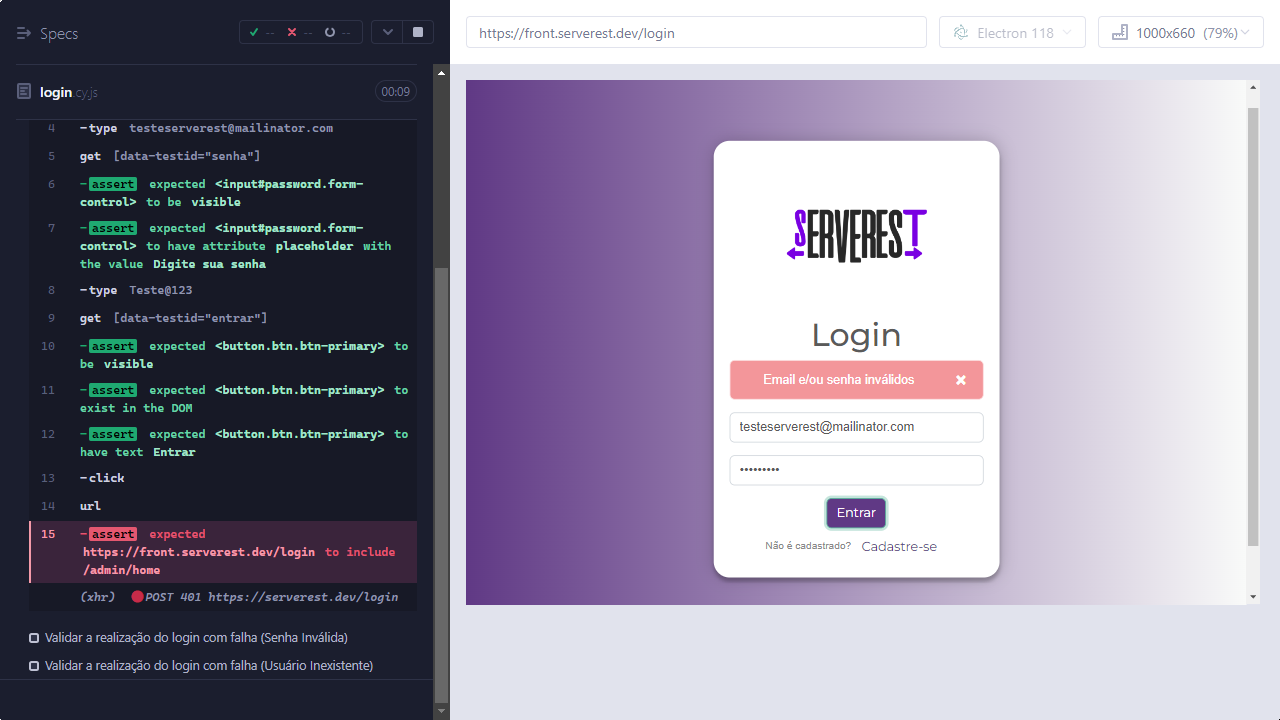 Specs
-- -- --
login.cy.js 00:09
4 -type testeserverest@mailinator.com
5 get [data-testid="senha"]
6 -assert expected <input#password.form-
control> to be visible
7 -assert expected <input#password.form-
control> to have attribute placeholder with
the value Digite sua senha
8 -type Teste@123
9 get [data-testid="entrar"]
10 -assert expected <button.btn.btn-primary> to
be visible
11 -assert expected <button.btn.btn-primary> to
exist in the DOM
12 -assert expected <button.btn.btn-primary> to
have text Entrar
13 -click
14 url
15 -assert expected
https://front.serverest.dev/login to include
/admin/home
(xhr) POST 401 https://serverest.dev/login
Validar a realização do login com falha (Senha Inválida)
Validar a realização do login com falha (Usuário Inexistente)
https://front.serverest.dev/login
Electron 118
1000x660 (79%)
SERVEREST
Login
Email e/ou senha inválidos
testeserverest@mailinator.com
•••••••••
Entrar
Não é cadastrado? Cadastre-se